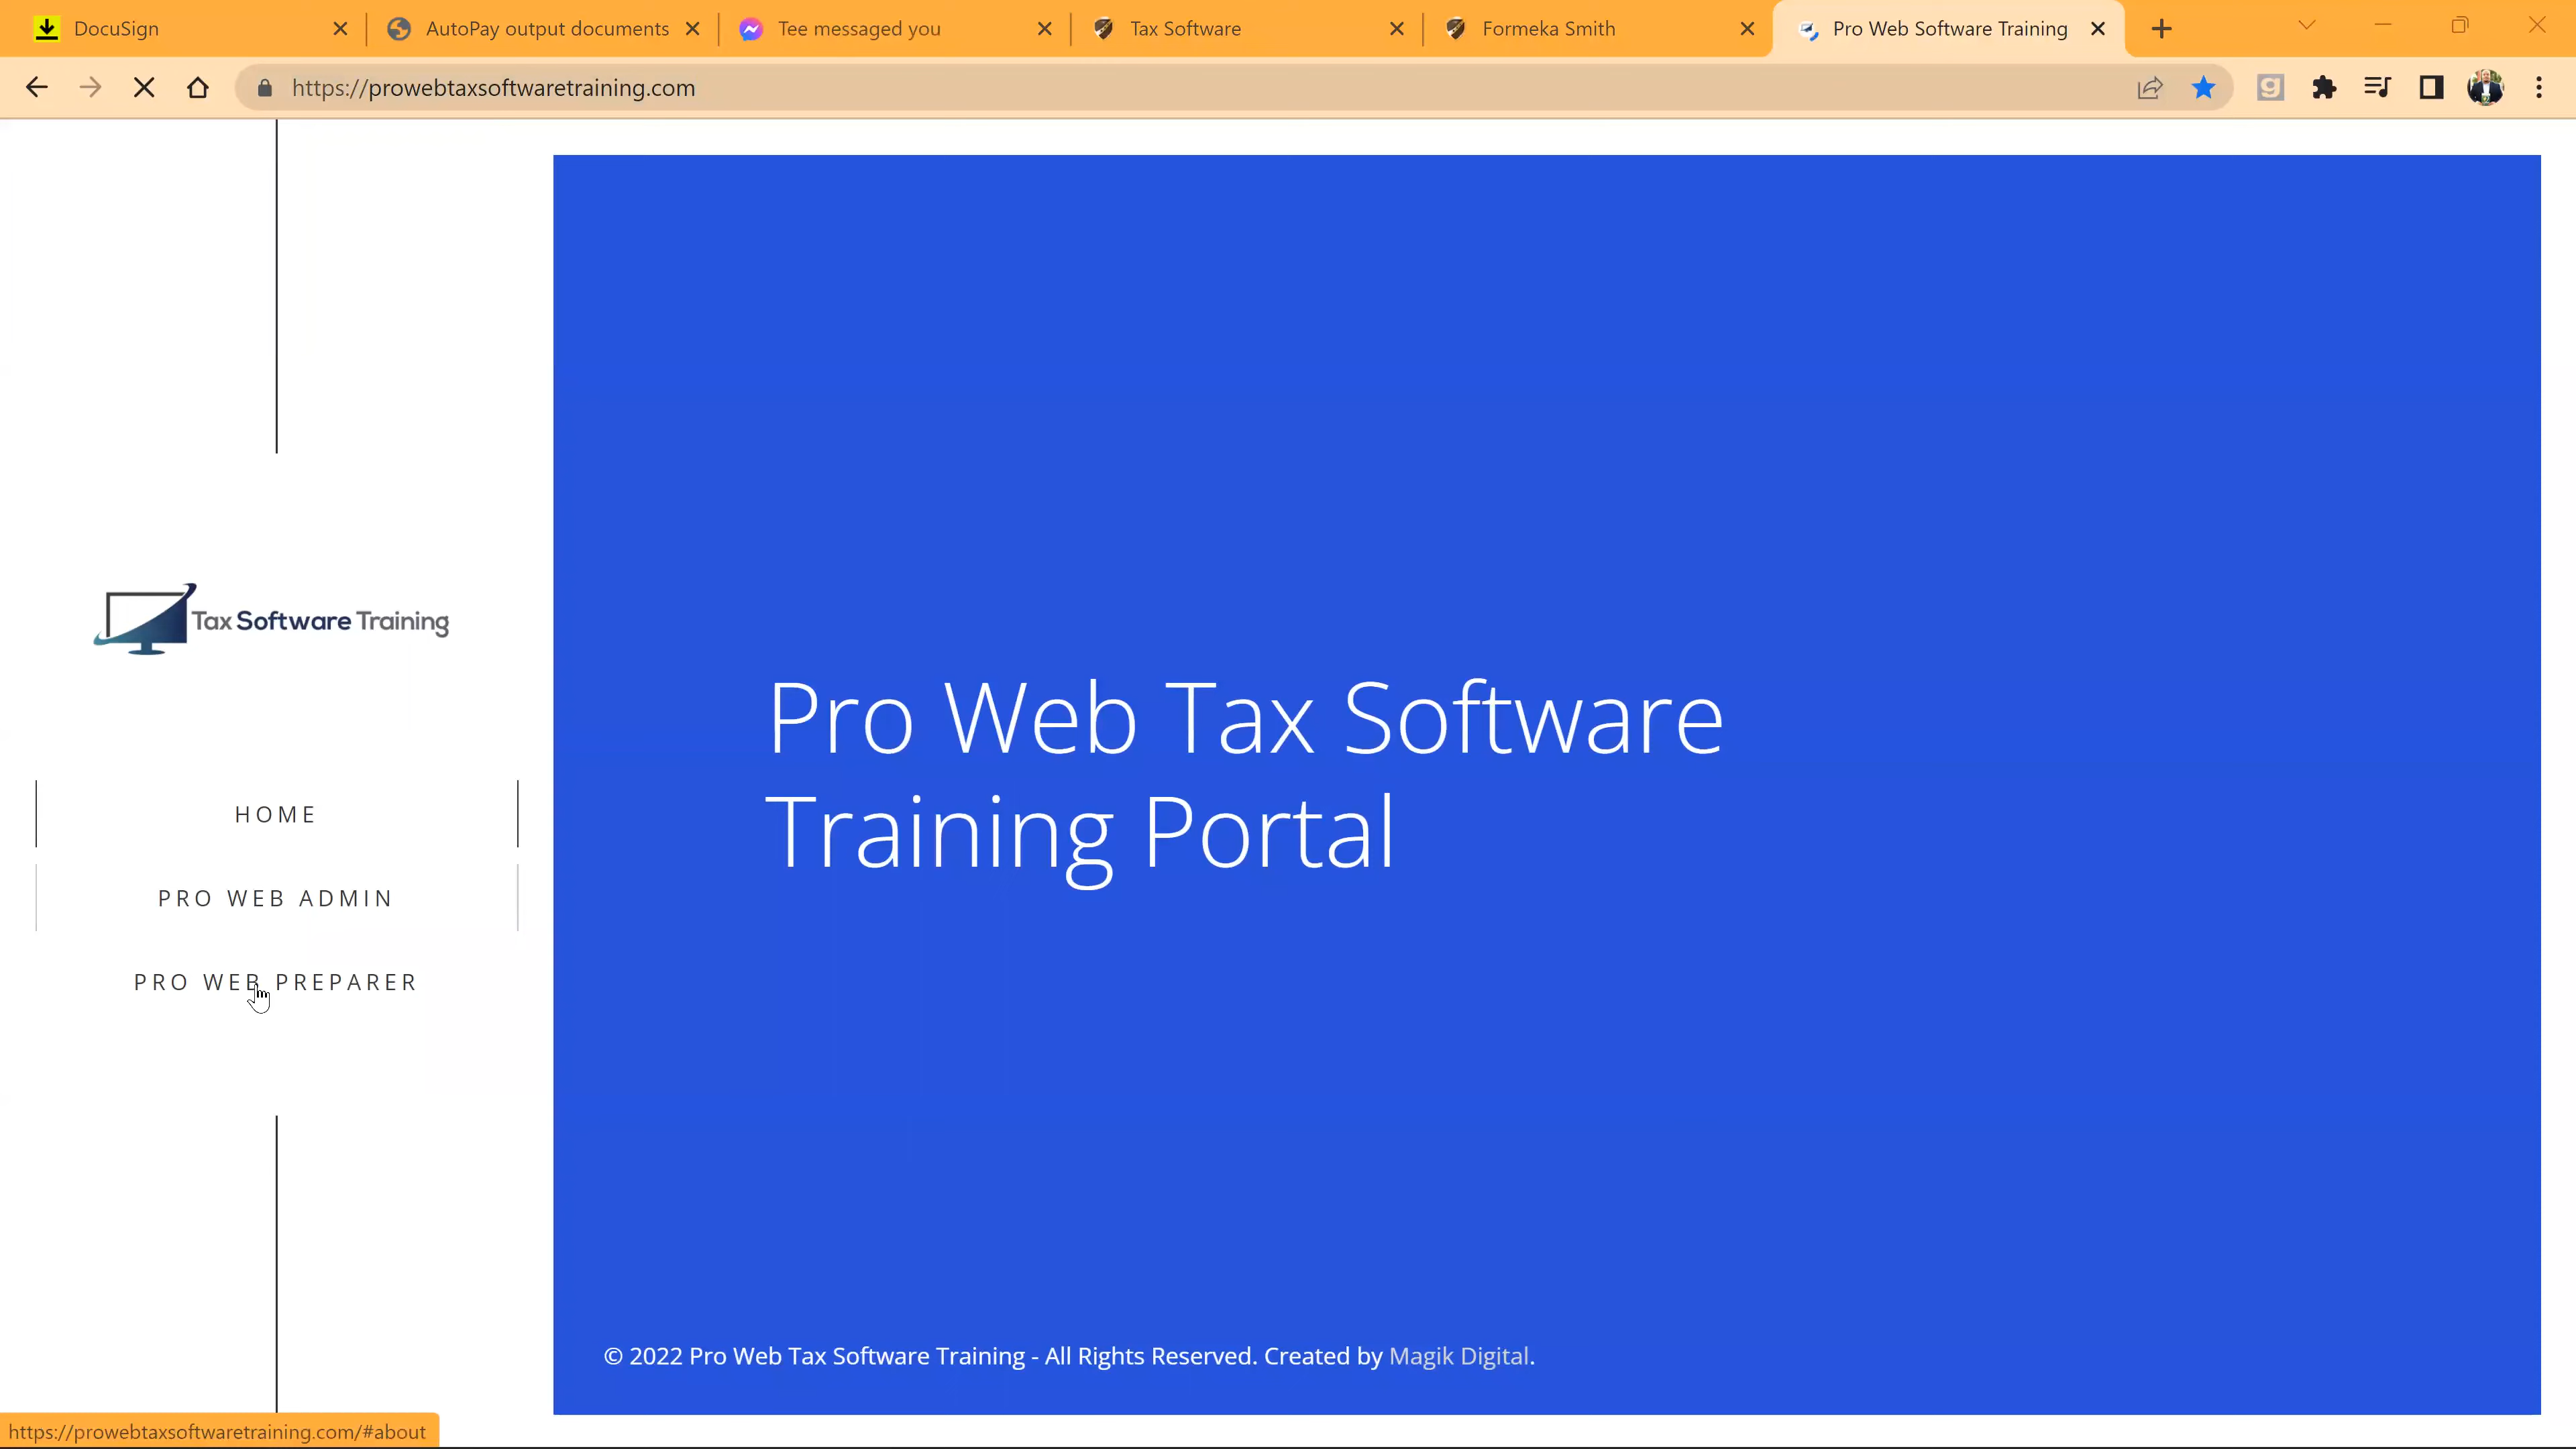 DocuSign
AutoPay output documents
Tee messaged you
Tax Software
Formeka Smith
Pro Web Software Training
https://prowebtaxsoftwaretraining.com
g
Tax Software Training
HOME
PRO WEB ADMIN
PRO WEB PREPARER
Pro Web Tax Software
Training Portal
© 2022 Pro Web Tax Software Training - All Rights Reserved. Created by Magik Digital.
https://prowebtaxsoftwaretraining.com/#about